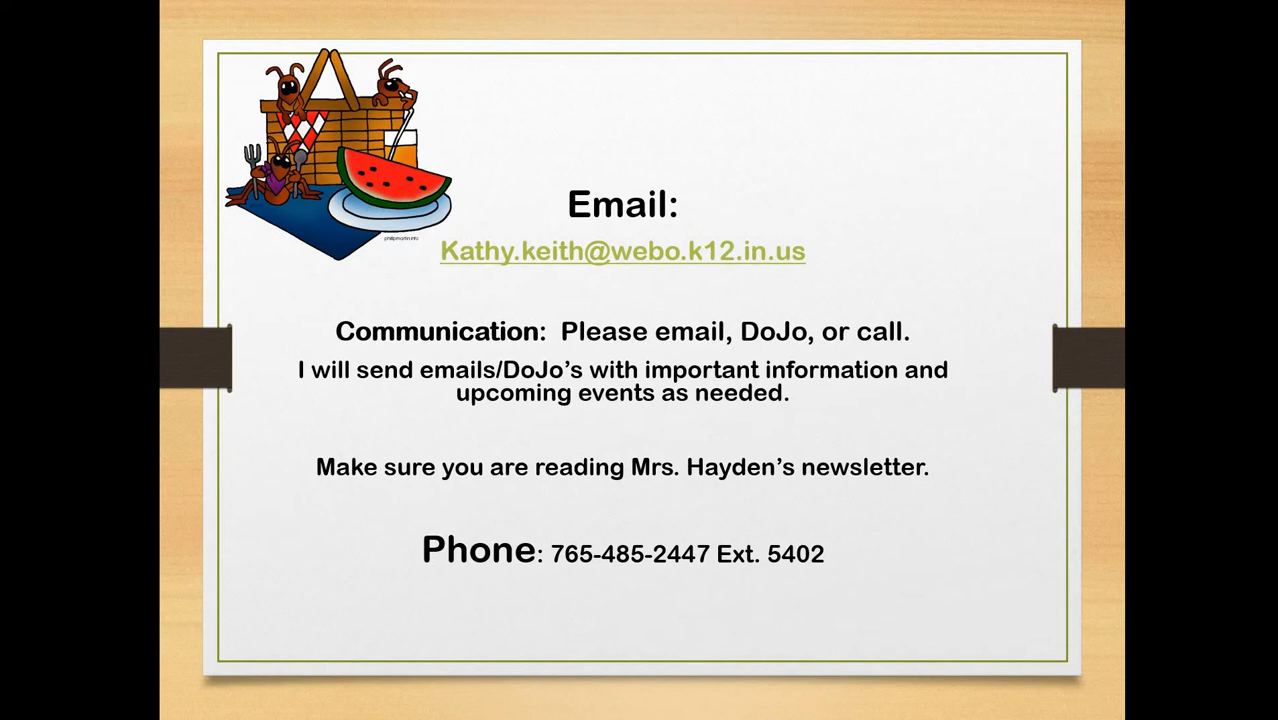 philipmartin.info
Email:
Kathy.keith@webo.k12.in.us
Communication:  Please email, DoJo, or call.
I will send emails/DoJo’s with important information and
upcoming events as needed.
Make sure you are reading Mrs. Hayden’s newsletter.
Phone: 765-485-2447 Ext. 5402